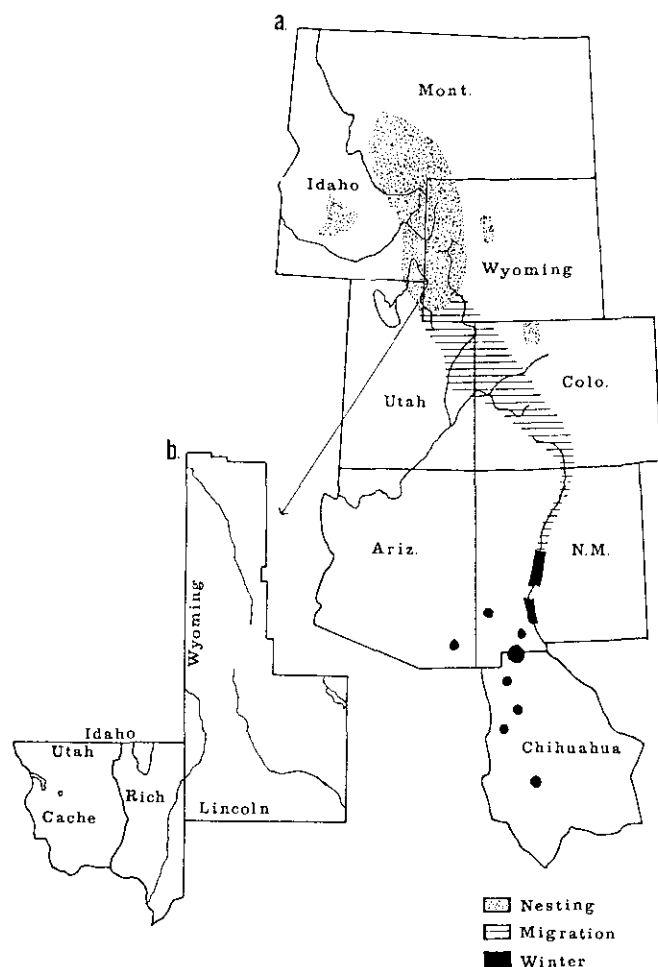 a.
Mont.
Idaho
Wyoming
Utah
Colo.
b.
Ariz.
N.M.
Wyoming
Idaho
Utah
Rich
Cache
Lincoln
Chihuahua
Nesting
Migration
Winter